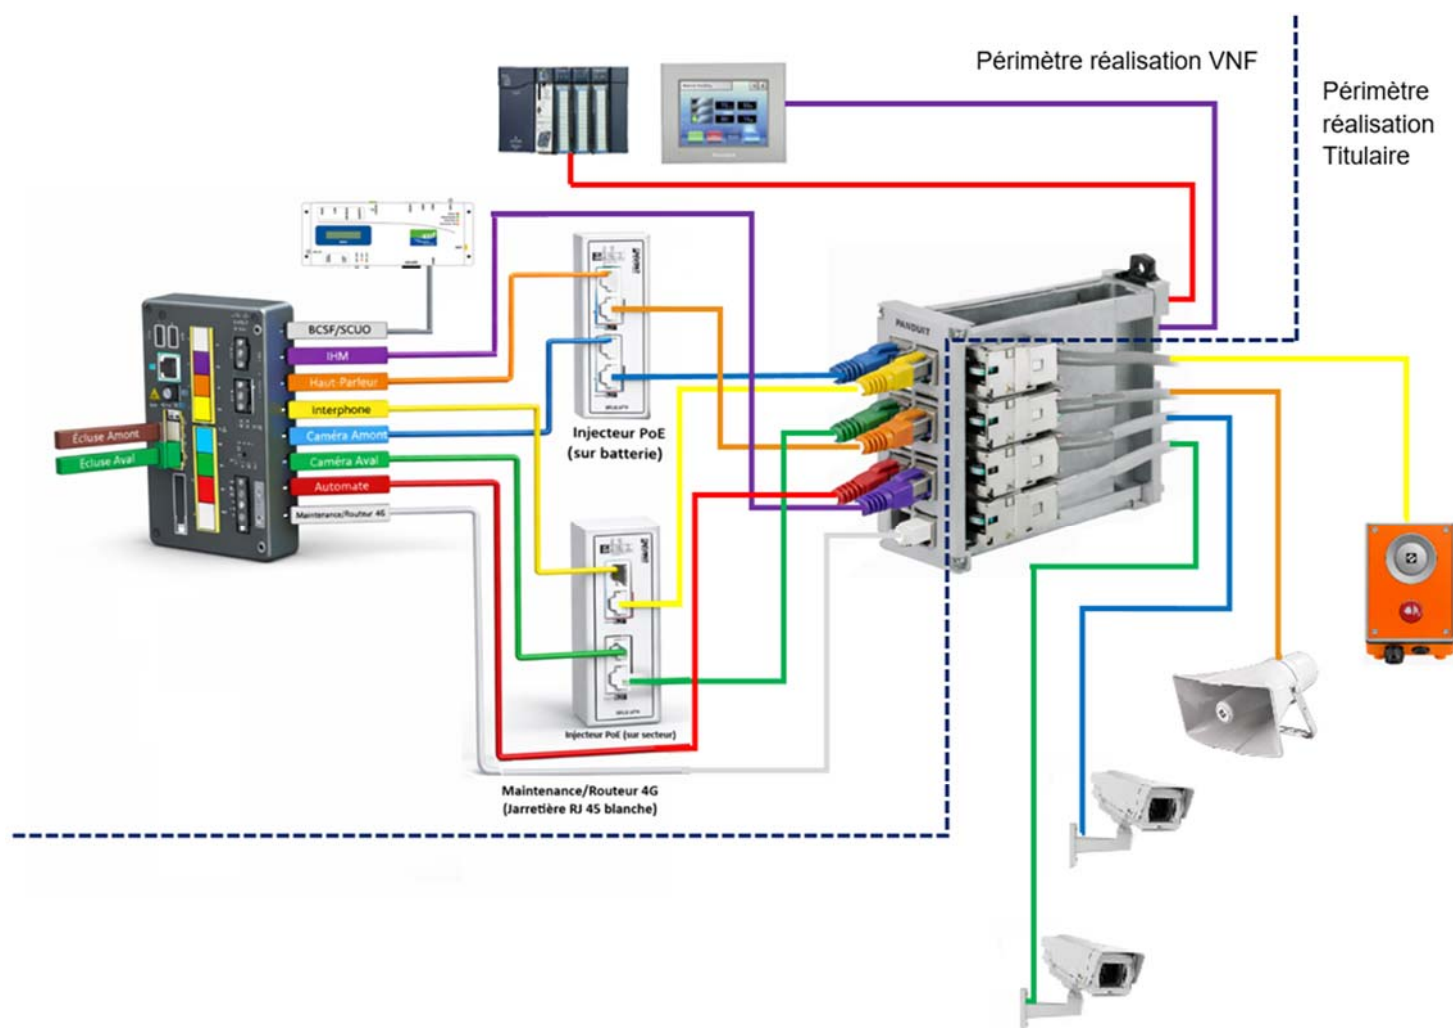 Périmètre réalisation VNF
Périmètre
réalisation
Titulaire
BCSF/SCUO
IHM
Haut-Parleur
Interphone
Caméra Amont
Caméra Aval
Automate
Maintenance/Routeur 4G
Écluse Amont
Écluse Aval
PANDUIT
Injecteur PoE
(sur batterie)
Injecteur PoE (sur secteur)
Maintenance/Routeur 4G
(Jarretière RJ 45 blanche)